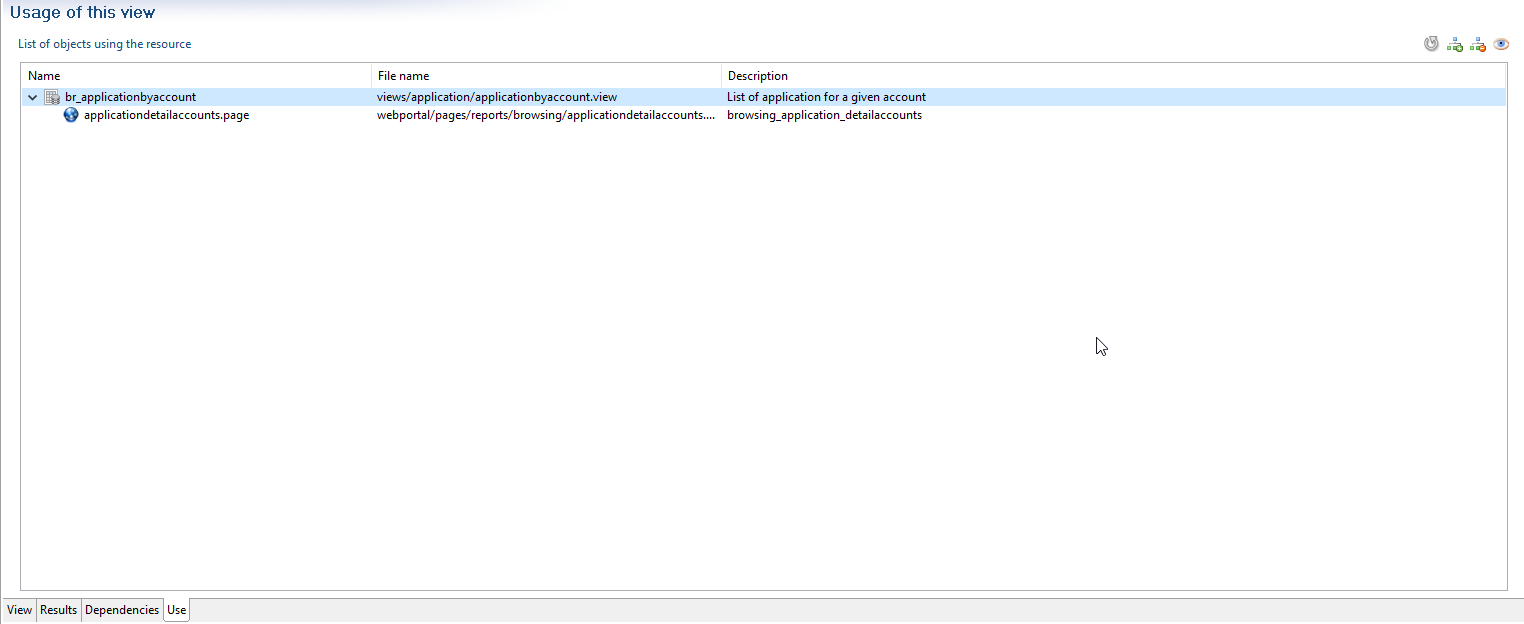 Usage of this view
List of objects using the resource
Name File name Description
br_applicationbyaccount views/application/applicationbyaccount.view List of application for a given account
applicationdetailaccounts.page webportal/pages/reports/browsing/applicationdetailaccounts.... browsing_application_detailaccounts
View Results Dependencies Use